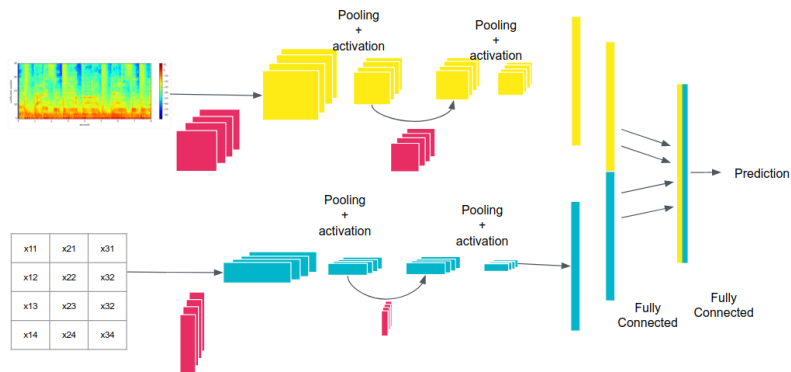 Pooling
+
activation
Pooling
+
activation
Pooling
+
activation
Pooling
+
activation
x11 x21 x31
x12 x22 x32
x13 x23 x32
x14 x24 x34
Prediction
Fully
Connected
Fully
Connected